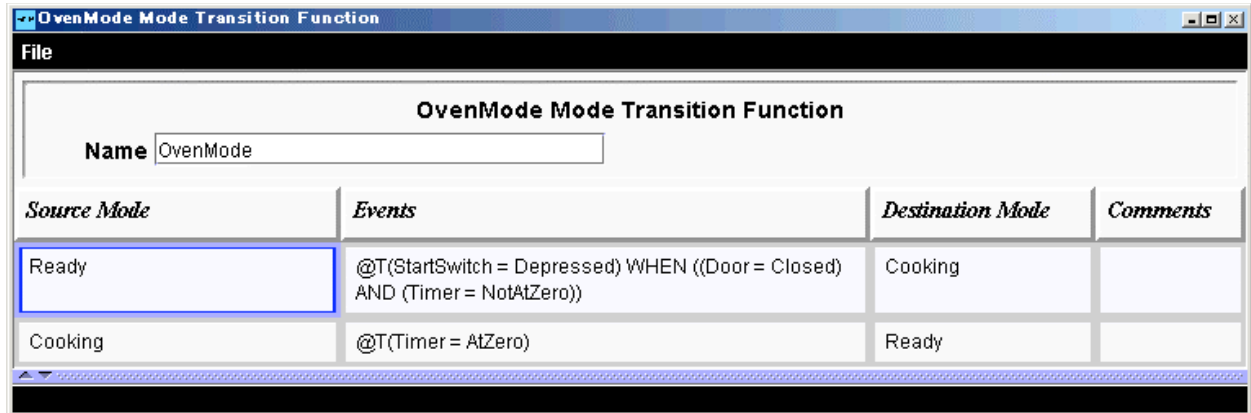 OvenMode Mode Transition Function
File
OvenMode Mode Transition Function
Name OvenMode
Source Mode Events Destination Mode Comments
Ready @T(StartSwitch = Depressed) WHEN ((Door = Closed) Cooking
AND (Timer = NotAtZero))
Cooking @T(Timer = AtZero) Ready